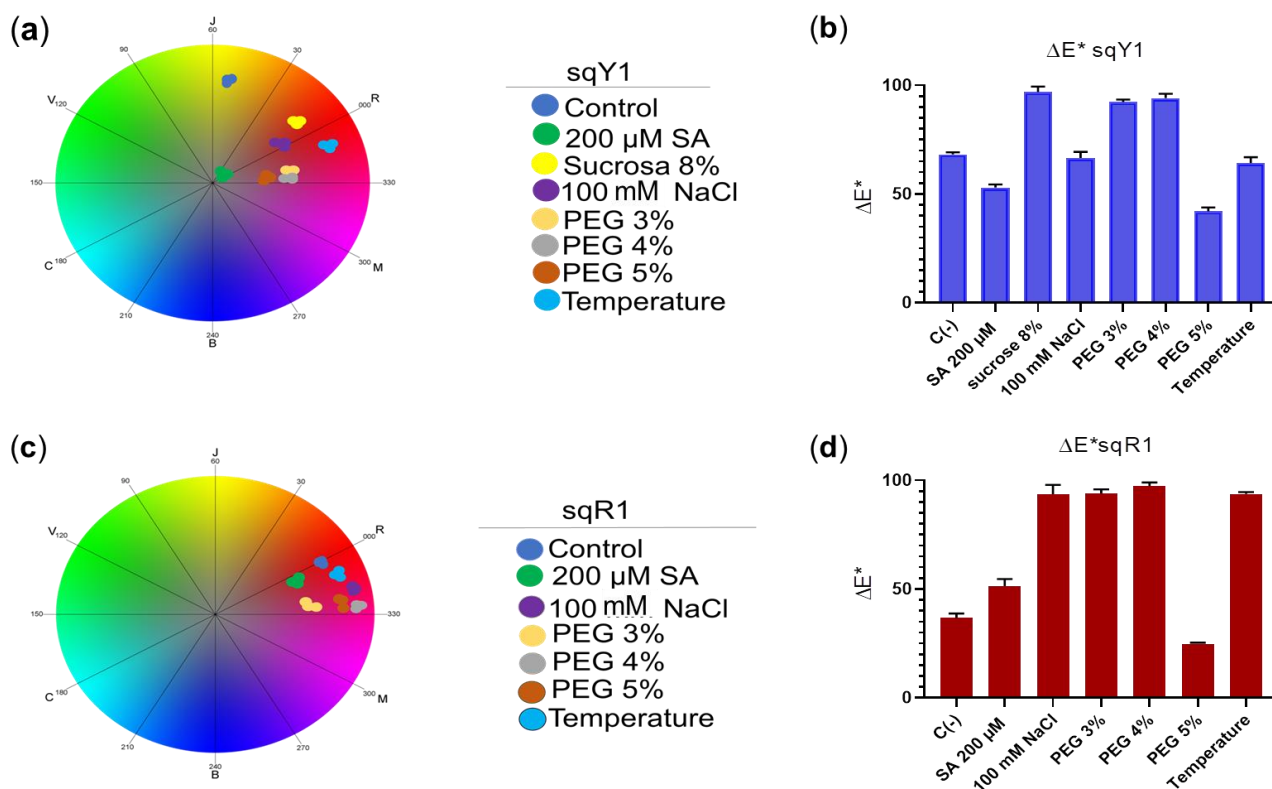 (a)
J
60
90
30
V
120
R
000
150
330
C
180
300
M
210
270
240
B
sqY1
Control
200 µM SA
Sucrosa 8%
100 mM NaCl
PEG 3%
PEG 4%
PEG 5%
Temperature
(b)
ΔE* sqY1
ΔE*
100
50
0
C(-)
SA 200 µM
sucrose 8%
100 mM NaCl
PEG 3%
PEG 4%
PEG 5%
Temperature
(c)
J
60
90
30
V
120
R
000
150
330
C
180
300
M
210
270
240
B
sqR1
Control
200 µM SA
100 mM NaCl
PEG 3%
PEG 4%
PEG 5%
Temperature
(d)
ΔE*sqR1
ΔE*
100
50
0
C(-)
SA 200 µM
100 mM NaCl
PEG 3%
PEG 4%
PEG 5%
Temperature